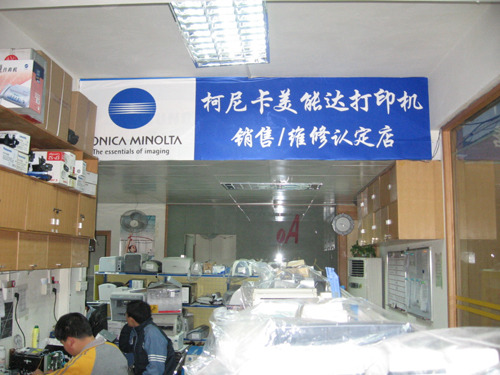 ONICA MINOLTA
The essentials of imaging
柯尼卡美能达打印机
销售/维修认定店